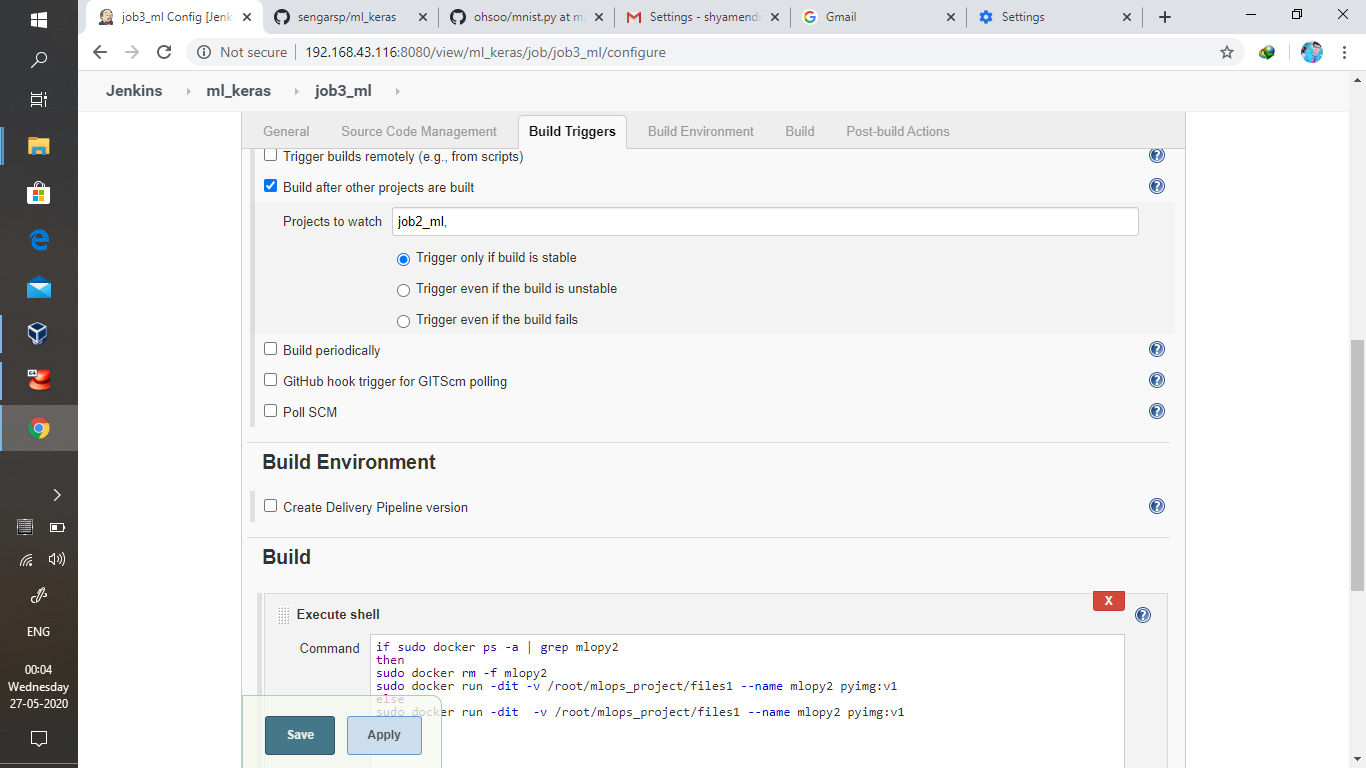 job3_ml Config [Jenk
sengarsp/ml_keras
ohsoo/mnist.py at ma
Settings - shyamendr
Gmail
Settings
Not secure
192.168.43.116:8080/view/ml_keras/job/job3_ml/configure
Jenkins
ml_keras
job3_ml
General
Source Code Management
Build Triggers
Build Environment
Build
Post-build Actions
Trigger builds remotely (e.g., from scripts)
Build after other projects are built
Projects to watch
job2_ml,
Trigger only if build is stable
Trigger even if the build is unstable
Trigger even if the build fails
Build periodically
GitHub hook trigger for GITScm polling
Poll SCM
Build Environment
Create Delivery Pipeline version
Build
X
Execute shell
Command
if sudo docker ps -a | grep mlopy2
then
sudo docker rm -f mlopy2
sudo docker run -dit -v /root/mlops_project/files1 --name mlopy2 pyimg:v1
else
sudo docker run -dit  -v /root/mlops_project/files1 --name mlopy2 pyimg:v1
Save
Apply
64
ENG
00:04
Wednesday
27-05-2020